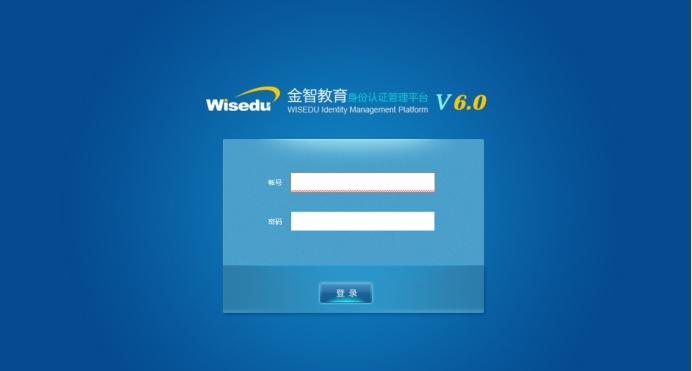 Wisedu 金智教育身份认证管理平台 V 6.0
WISEDU Identity Management Platform
帐号
密码
登 录